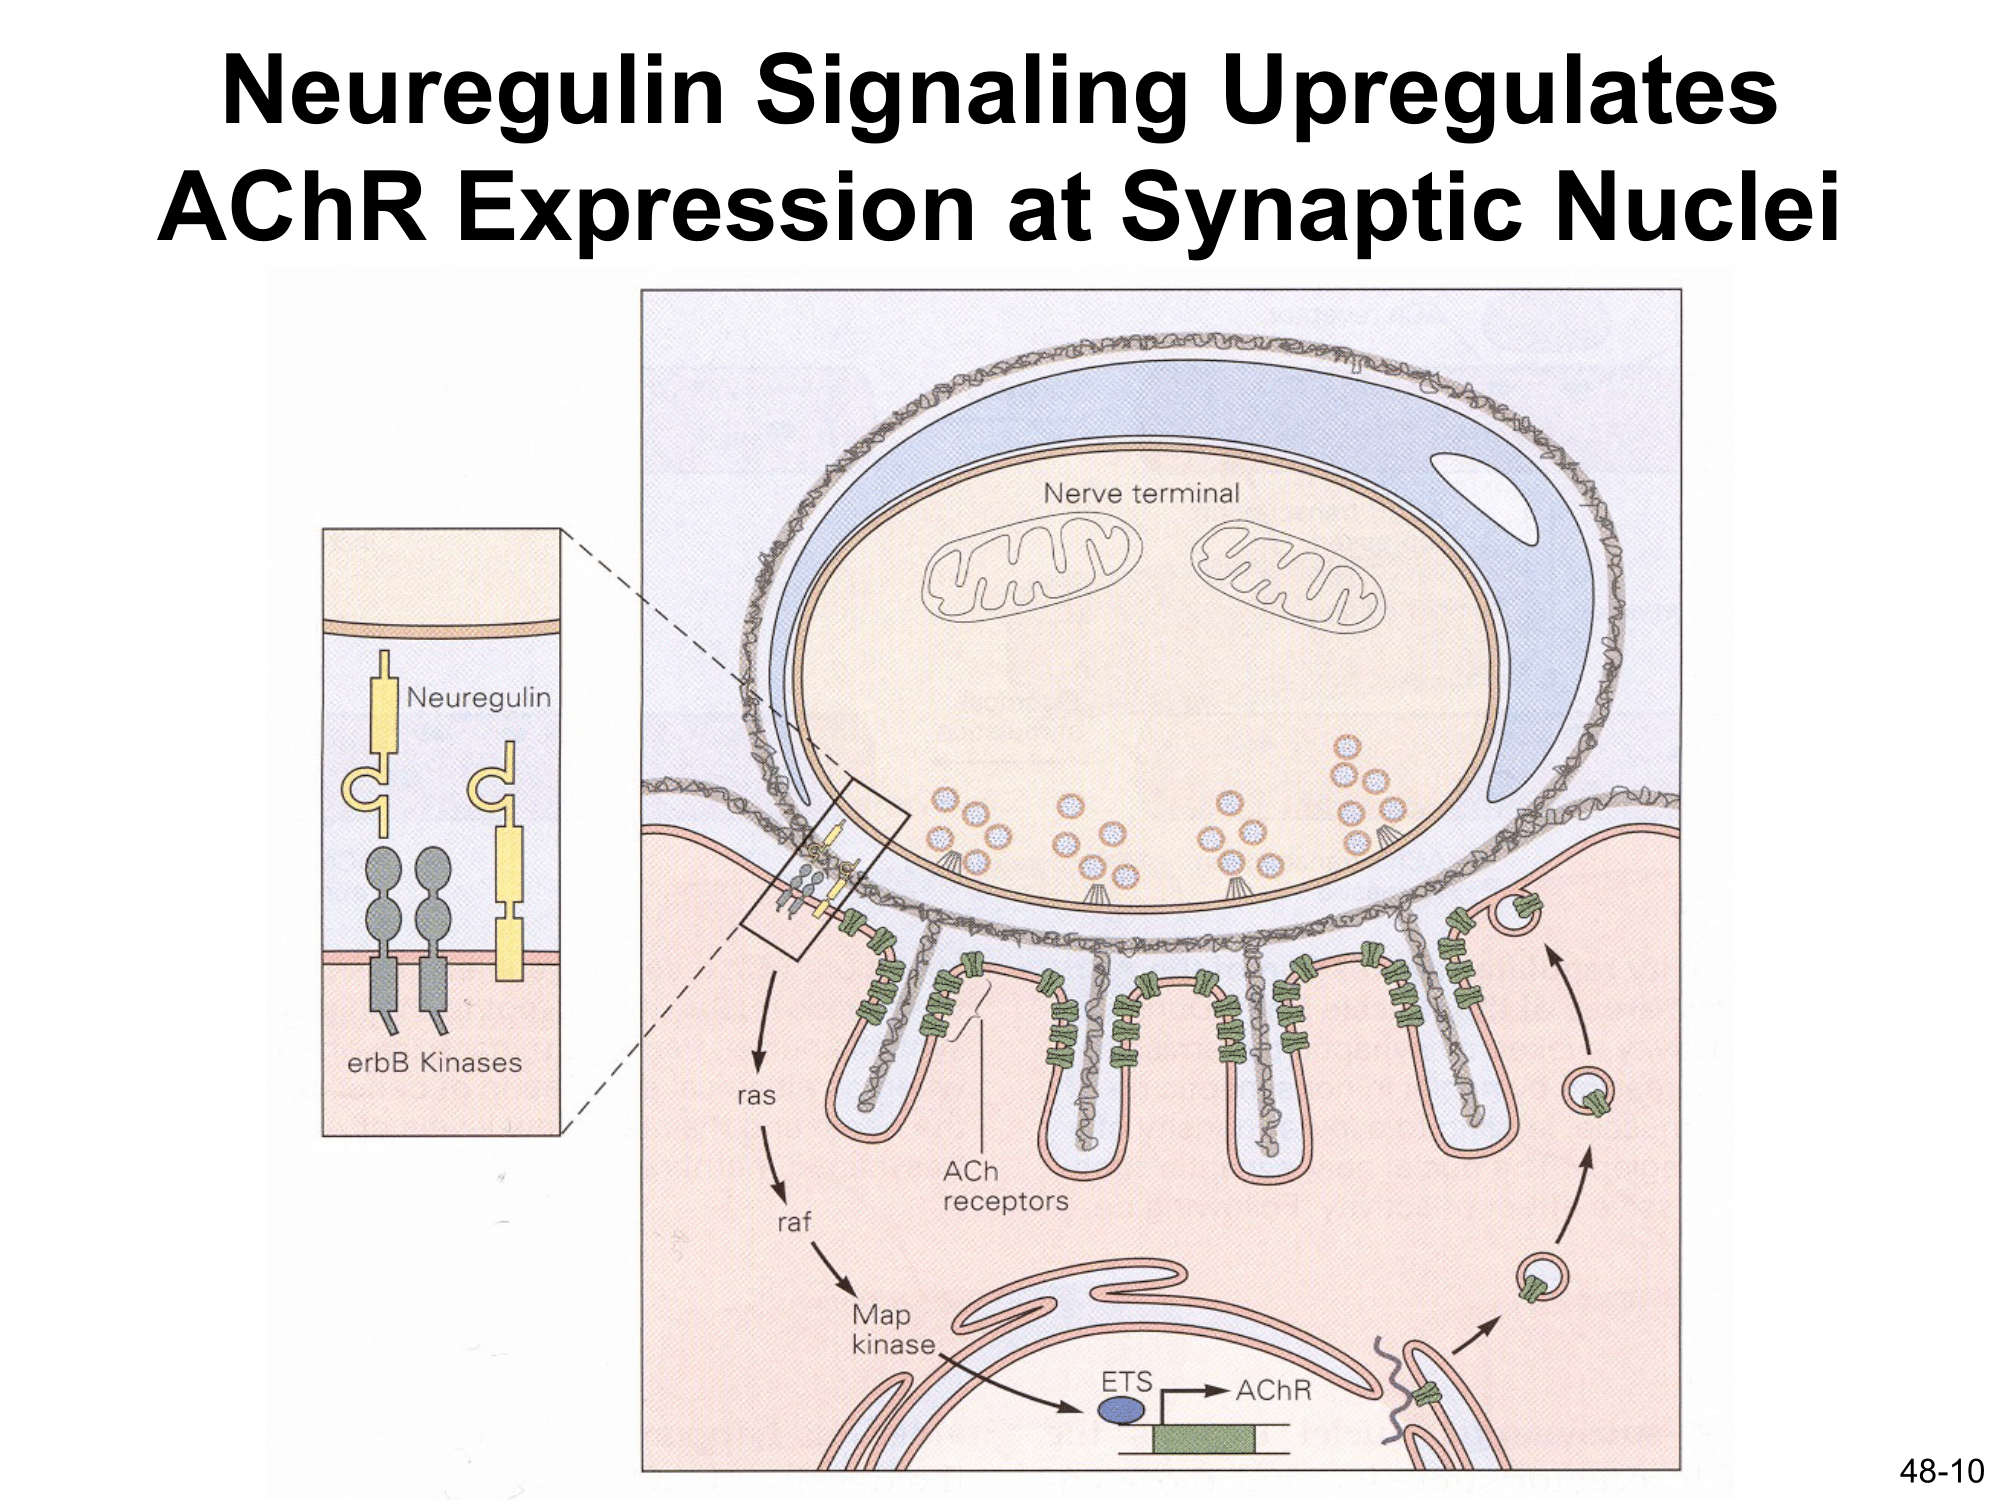 Neuregulin Signaling Upregulates
AChR Expression at Synaptic Nuclei
Nerve terminal
Neuregulin
erbB Kinases
ras
ACh
receptors
raf
Map
kinase
ETS
AChR
48-10